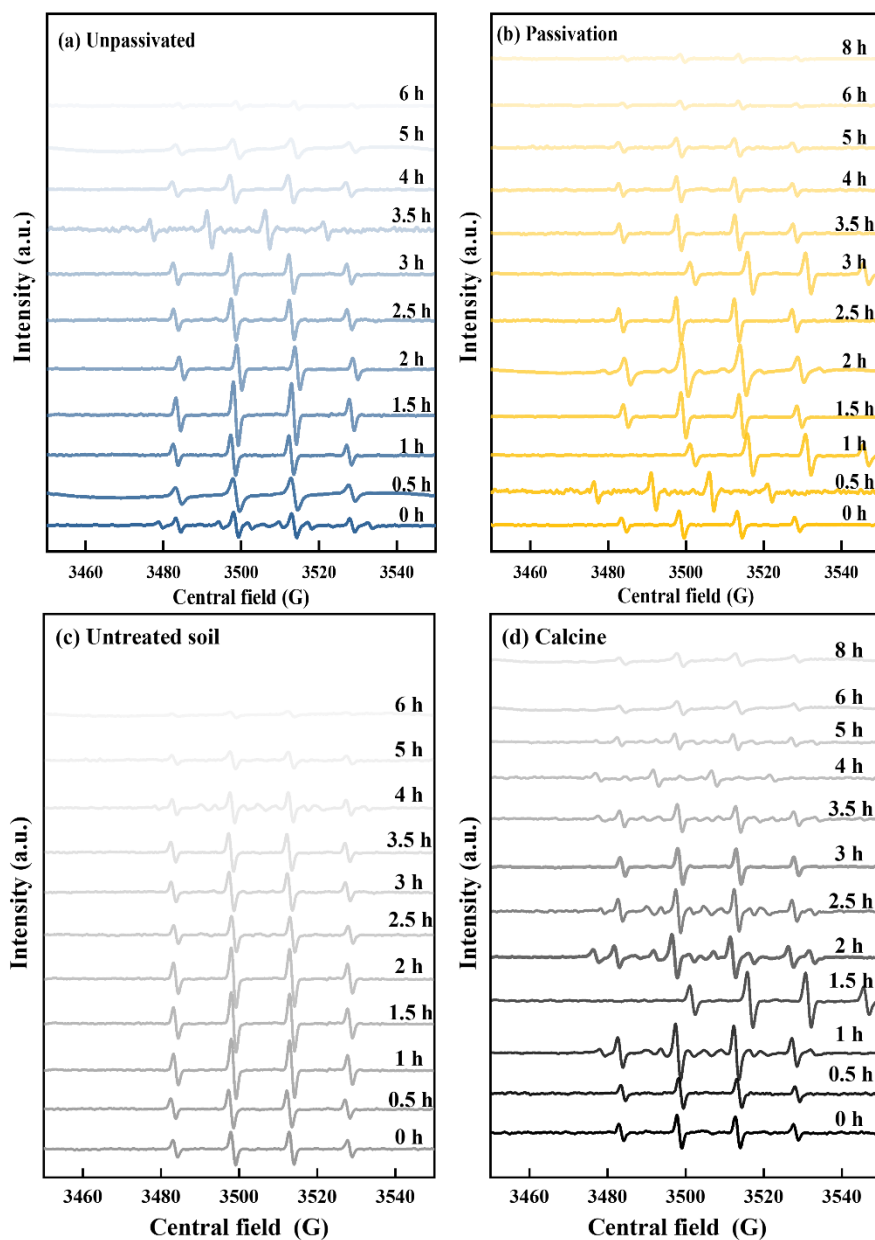 (a) Unpassivated
6 h
5 h
4 h
3.5 h
3 h
2.5 h
2 h
1.5 h
1 h
0.5 h
0 h
3460 3480 3500 3520 3540
Central field (G)
Intensity (a.u.)
(b) Passivation
8 h
6 h
5 h
4 h
3.5 h
3 h
2.5 h
2 h
1.5 h
1 h
0.5 h
0 h
3460 3480 3500 3520 3540
Central field (G)
Intensity (a.u.)
(c) Untreated soil
6 h
5 h
4 h
3.5 h
3 h
2.5 h
2 h
1.5 h
1 h
0.5 h
0 h
3460 3480 3500 3520 3540
Central field (G)
Intensity (a.u.)
(d) Calcine
8 h
6 h
5 h
4 h
3.5 h
3 h
2.5 h
2 h
1.5 h
1 h
0.5 h
0 h
3460 3480 3500 3520 3540
Central field (G)
Intensity (a.u.)